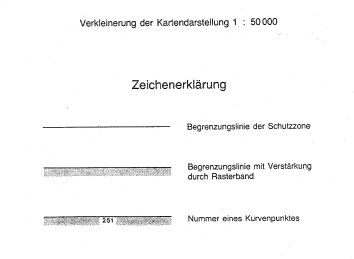 Verkleinerung der Kartendarstellung 1 : 50 000
Zeichenerklärung
Begrenzungslinie der Schutzzone
Begrenzungslinie mit Verstärkung
durch Rasterband
251
Nummer eines Kurvenpunktes